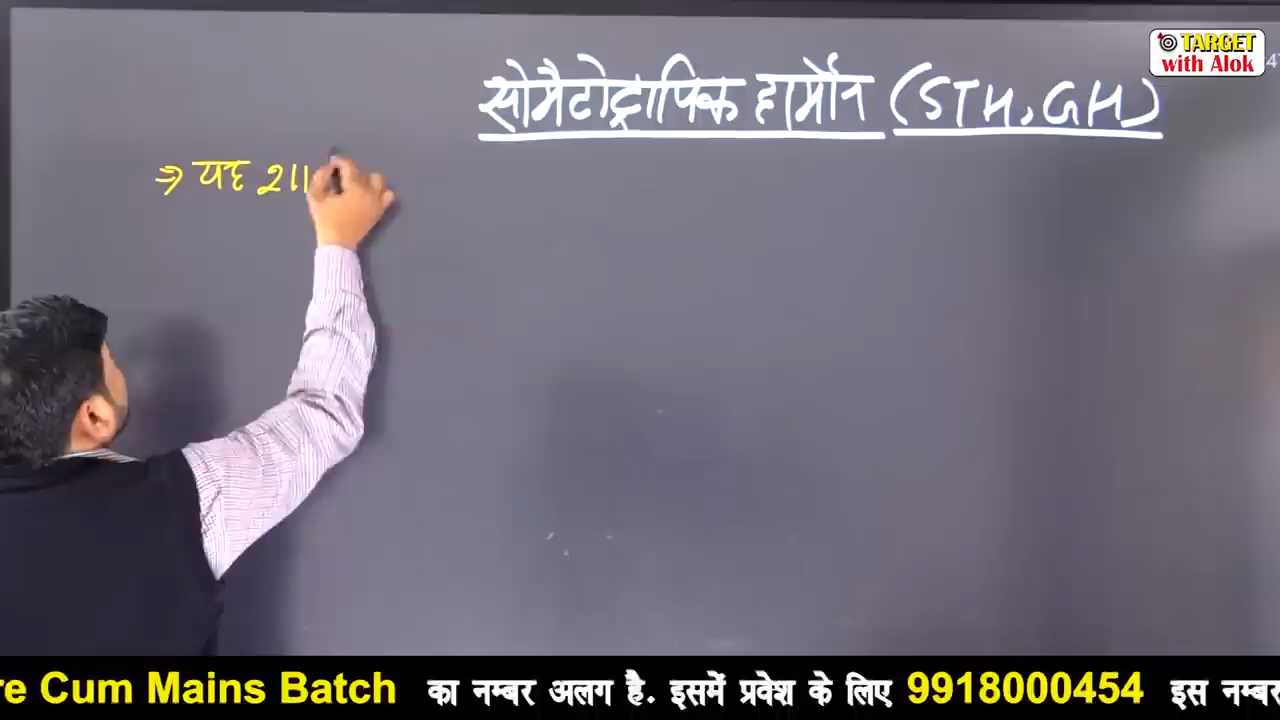 TARGET
with Alok
सोमैटोट्रापिक हार्मोन (STH, GH)
⇒ यह शा
re Cum Mains Batch का नम्बर अलग है. इसमें प्रवेश के लिए 9918000454 इस नम्बर